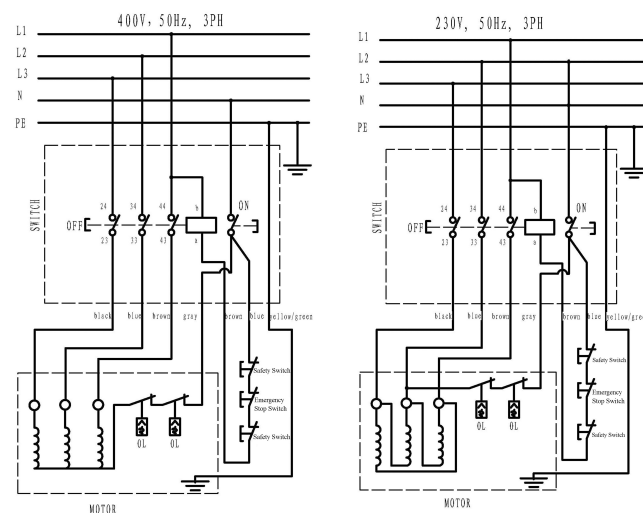 400V, 50Hz, 3PH
L1
L2
L3
N
PE
SWITCH
24
34
44
b
ON
OFF
23
33
43
a
black
blue
brown
gray
brown
blue
yellow/green
Safety Switch
Emergency
Stop Switch
Safety Switch
OL
OL
MOTOR
230V, 50Hz, 3PH
L1
L2
L3
N
PE
SWITCH
24
34
44
b
ON
OFF
23
33
43
a
black
blue
brown
gray
brown
blue
yellow/gree
Safety Switch
Emergency
Stop Switch
Safety Switch
OL
OL
MOTOR